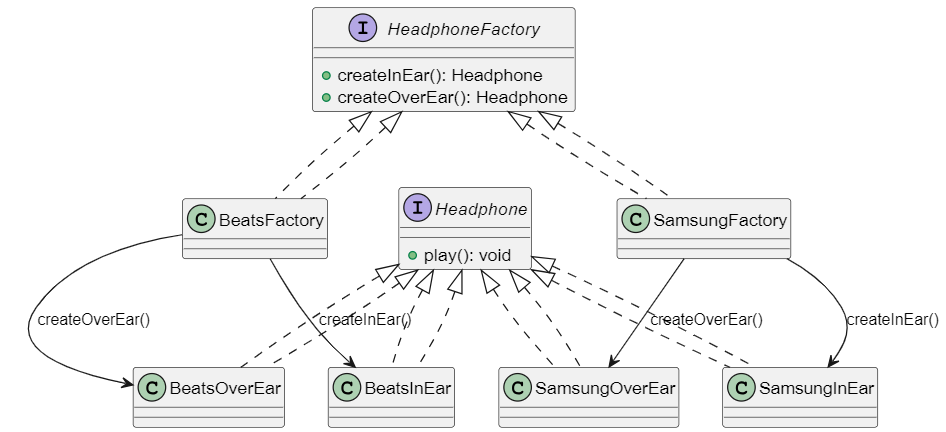 I HeadphoneFactory
createInEar(): Headphone
createOverEar(): Headphone
C BeatsFactory
I Headphone
play(): void
C SamsungFactory
createOverEar()
createInEar()
createOverEar()
createInEar()
C BeatsOverEar
C BeatsInEar
C SamsungOverEar
C SamsungInEar